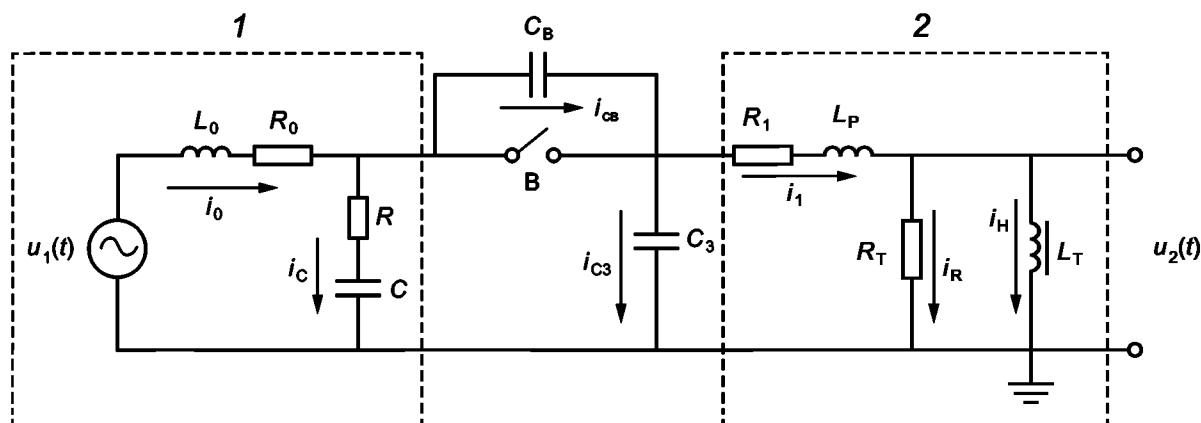 1
2
C_B
L_0
R_0
i_CB
R_1
L_P
B
i_0
R
i_1
u_1(t)
i_C
C
i_C3
C_3
R_T
i_R
i_H
L_T
u_2(t)